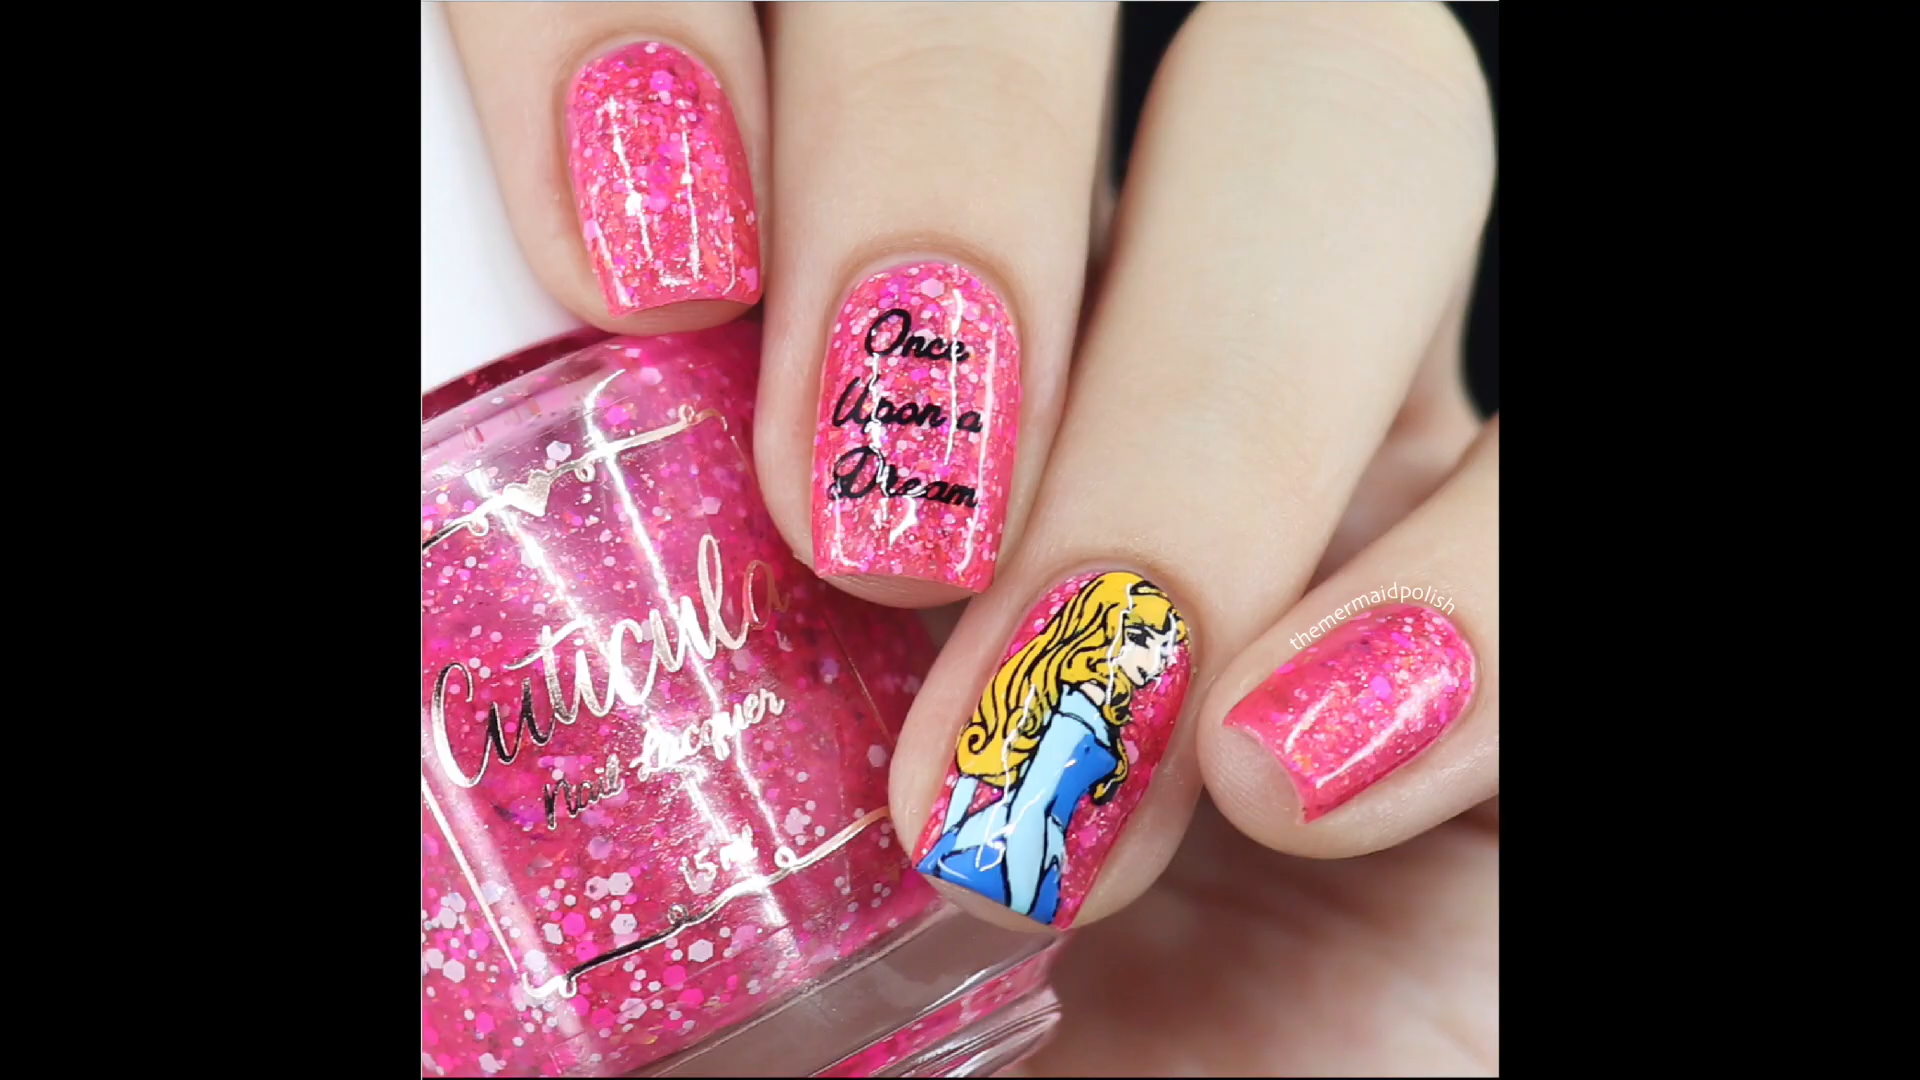 Once
Upon a
Dream
themermaidpolish
Cuticula
Nail Lacquer
15 ml